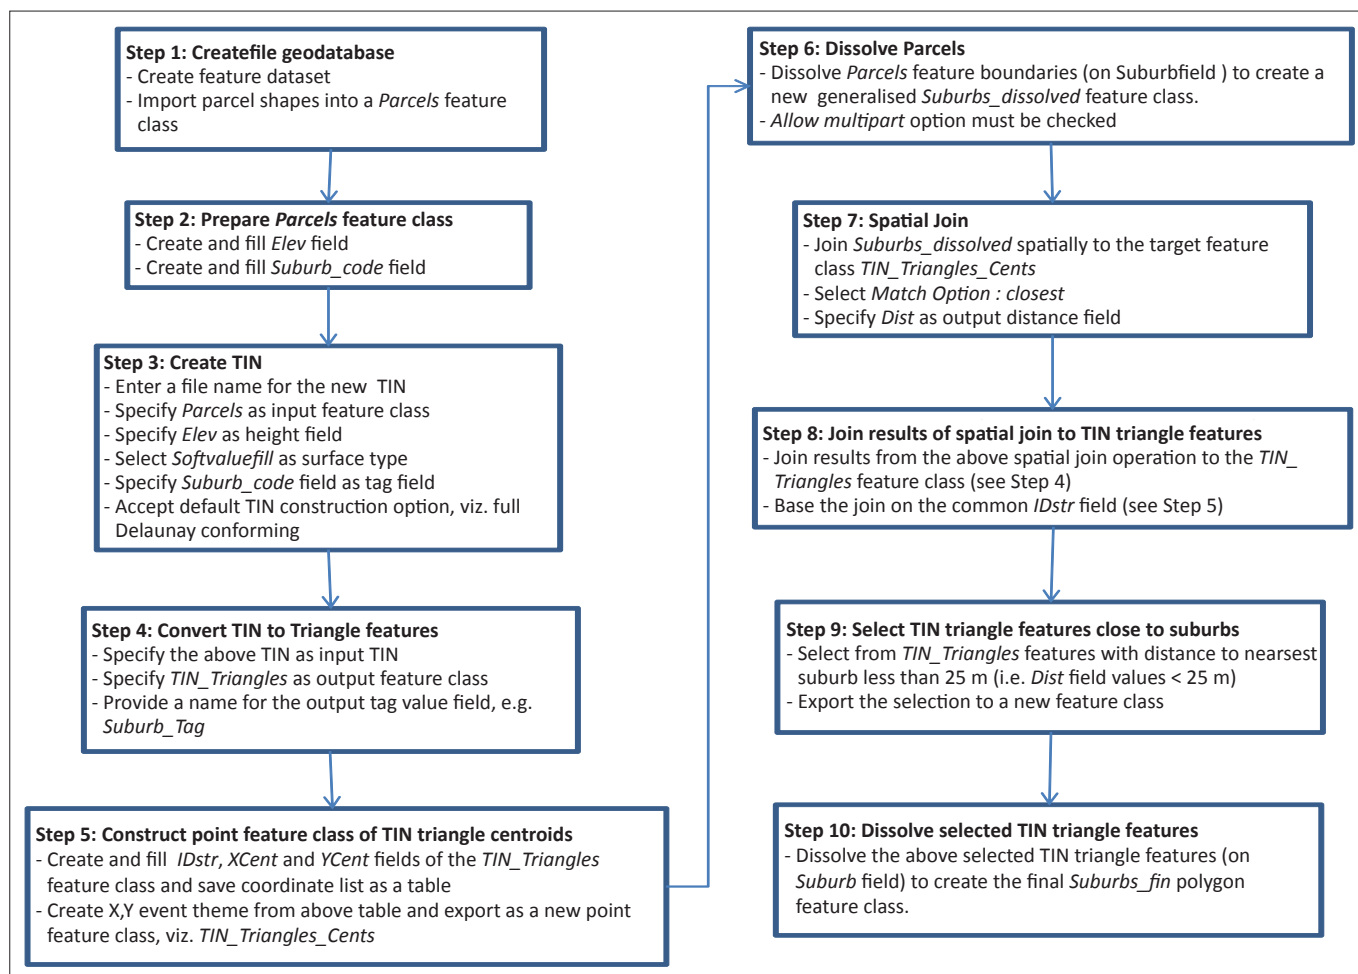 Step 1: Createfile geodatabase
- Create feature dataset
- Import parcel shapes into a Parcels feature
class
Step 2: Prepare Parcels feature class
- Create and fill Elev field
- Create and fill Suburb_code field
Step 3: Create TIN
- Enter a file name for the new TIN
- Specify Parcels as input feature class
- Specify Elev as height field
- Select Softvaluefill as surface type
- Specify Suburb_code field as tag field
- Accept default TIN construction option, viz. full
Delaunay conforming
Step 4: Convert TIN to Triangle features
- Specify the above TIN as input TIN
- Specify TIN_Triangles as output feature class
- Provide a name for the output tag value field, e.g.
Suburb_Tag
Step 5: Construct point feature class of TIN triangle centroids
- Create and fill IDstr, XCent and YCent fields of the TIN_Triangles
feature class and save coordinate list as a table
- Create X,Y event theme from above table and export as a new point
feature class, viz. TIN_Triangles_Cents
Step 6: Dissolve Parcels
- Dissolve Parcels feature boundaries (on Suburbfield ) to create a
new generalised Suburbs_dissolved feature class.
- Allow multipart option must be checked
Step 7: Spatial Join
- Join Suburbs_dissolved spatially to the target feature
class TIN_Triangles_Cents
- Select Match Option : closest
- Specify Dist as output distance field
Step 8: Join results of spatial join to TIN triangle features
- Join results from the above spatial join operation to the TIN_
Triangles feature class (see Step 4)
- Base the join on the common IDstr field (see Step 5)
Step 9: Select TIN triangle features close to suburbs
- Select from TIN_Triangles features with distance to nearsest
suburb less than 25 m (i.e. Dist field values < 25 m)
- Export the selection to a new feature class
Step 10: Dissolve selected TIN triangle features
- Dissolve the above selected TIN triangle features (on
Suburb field) to create the final Suburbs_fin polygon
feature class.